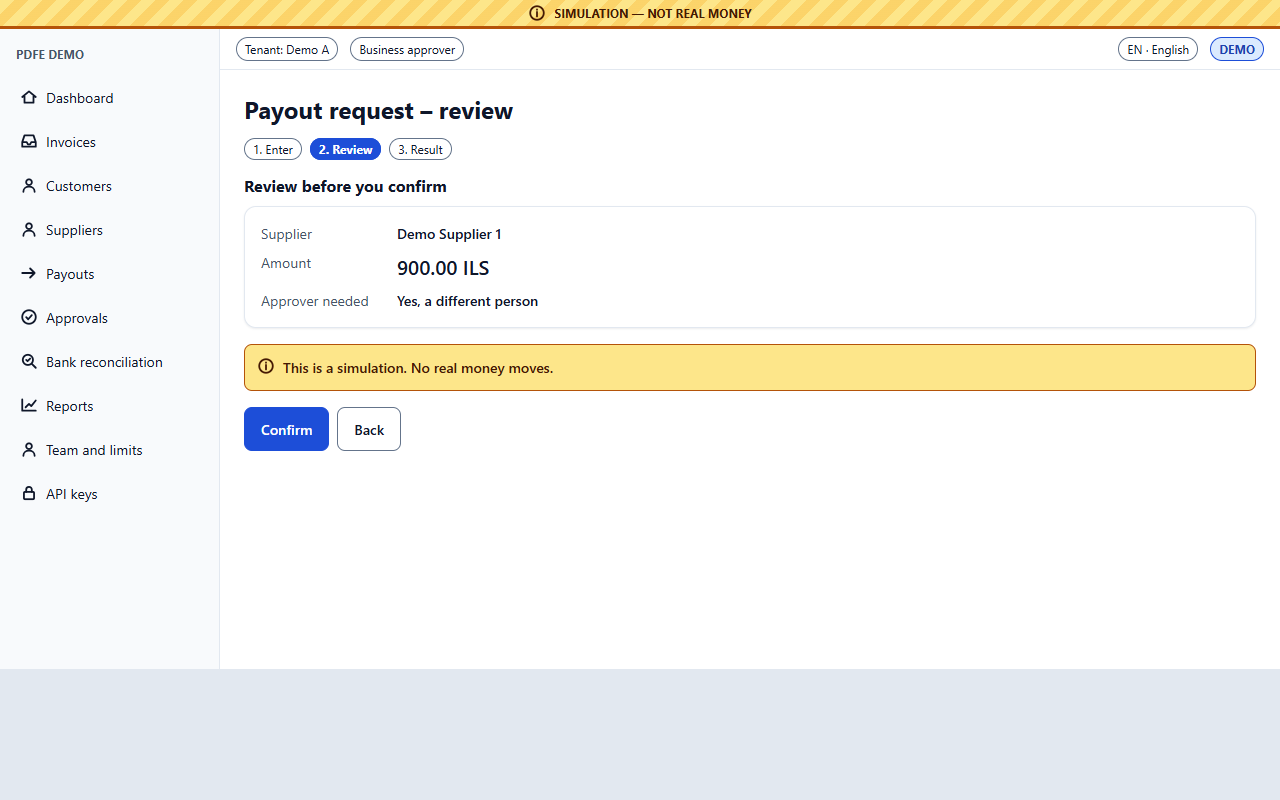 SIMULATION — NOT REAL MONEY
PDFE DEMO
Tenant: Demo A
Business approver
EN · English
DEMO
Dashboard
Invoices
Customers
Suppliers
Payouts
Approvals
Bank reconciliation
Reports
Team and limits
API keys
Payout request – review
1. Enter
2. Review
3. Result
Review before you confirm
Supplier Demo Supplier 1
Amount 900.00 ILS
Approver needed Yes, a different person
This is a simulation. No real money moves.
Confirm
Back